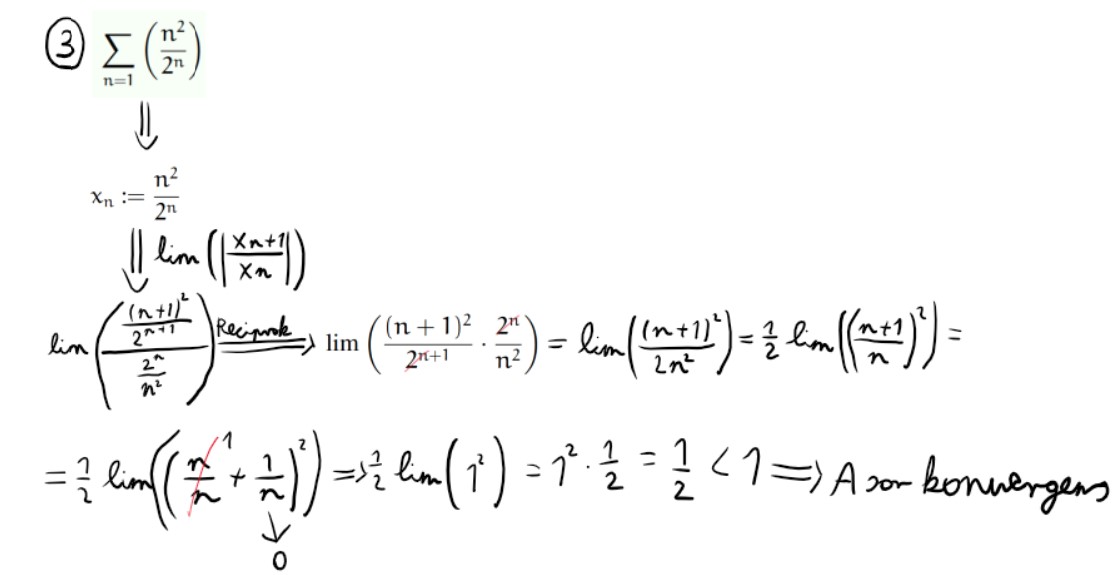 ③ ∑_{n=1} (n²/2ⁿ)
⇓
xₙ := n²/2ⁿ
⇓ lim(|xn+1/xn|)
lim(((n+1)²/2ⁿ⁺¹)/(2ⁿ/n²)) Reciprok ⟹ lim((n + 1)²/2ⁿ⁺¹ · 2ⁿ/n²) = lim((n+1)²/2n²) = ½ lim((n+1/n)²) =
= ½ lim((n/n + 1/n)²) ⇒ ½ lim(1²) = 1² · ½ = ½ < 1 ⟹ A sor konvergens
1
↓
0